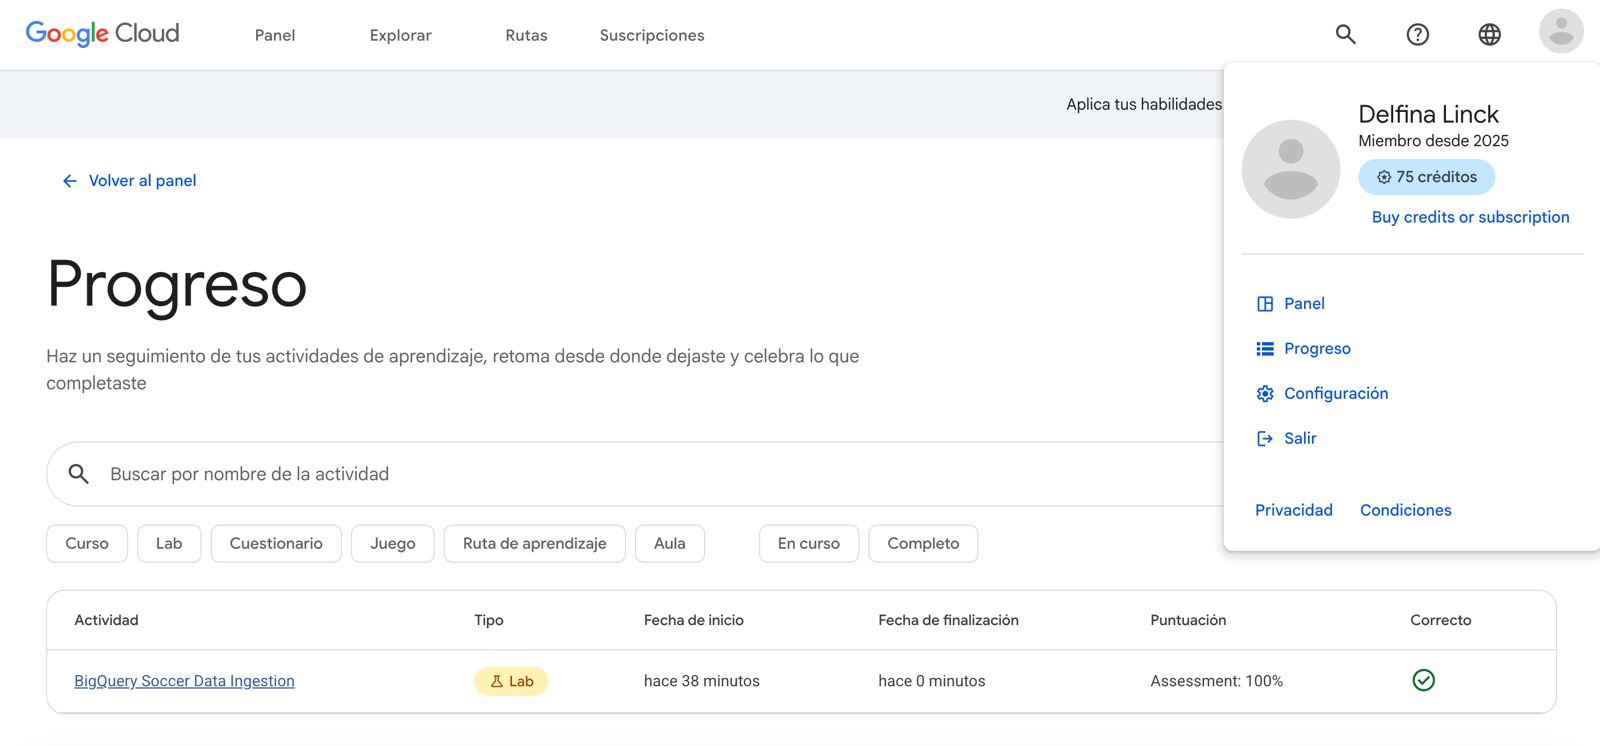 Google Cloud
Panel
Explorar
Rutas
Suscripciones
Aplica tus habilidades
Delfina Linck
Miembro desde 2025
75 créditos
Buy credits or subscription
Panel
Progreso
Configuración
Salir
Privacidad Condiciones
Volver al panel
Progreso
Haz un seguimiento de tus actividades de aprendizaje, retoma desde donde dejaste y celebra lo que
completaste
Buscar por nombre de la actividad
Curso Lab Cuestionario Juego Ruta de aprendizaje Aula En curso Completo
Actividad Tipo Fecha de inicio Fecha de finalización Puntuación Correcto
BigQuery Soccer Data Ingestion Lab hace 38 minutos hace 0 minutos Assessment: 100%